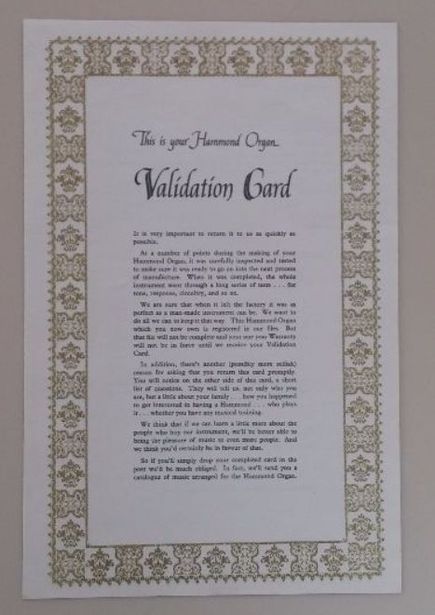 This is your Hammond Organ
Validation Card
It is very important to return it to us as quickly as
possible.
At a number of points during the making of your
Hammond Organ, it was carefully inspected and tested
to make sure it was ready to go on into the next process
of manufacture. When it was completed, the whole
instrument went through a long series of tests . . . for
tone, response, circuitry, and so on.
We are sure that when it left the factory it was as
perfect as a man-made instrument can be. We want to
do all we can to keep it that way. This Hammond Organ
which you now own is registered in our files. But
that file will not be complete and your Warranty
will not be in force until we receive your Validation
Card.
In addition, there's another (possibly more selfish)
reason for asking that you return this card promptly.
You will notice on the other side of this card, a short
list of questions. They will tell us not only who you
are, but a little about your family . . . how you happened
to get interested in having a Hammond . . . who plays
it . . . whether you have any musical training.
We think that if we can learn a little more about the
people who buy our instrument, we'll be better able to
bring the pleasure of music to even more people. And
we think you'd certainly be in favour of that.
So if you'll simply drop your completed card in the
post we'll be much obliged. In fact, we'll send you a
catalogue of music arranged for the Hammond Organ.